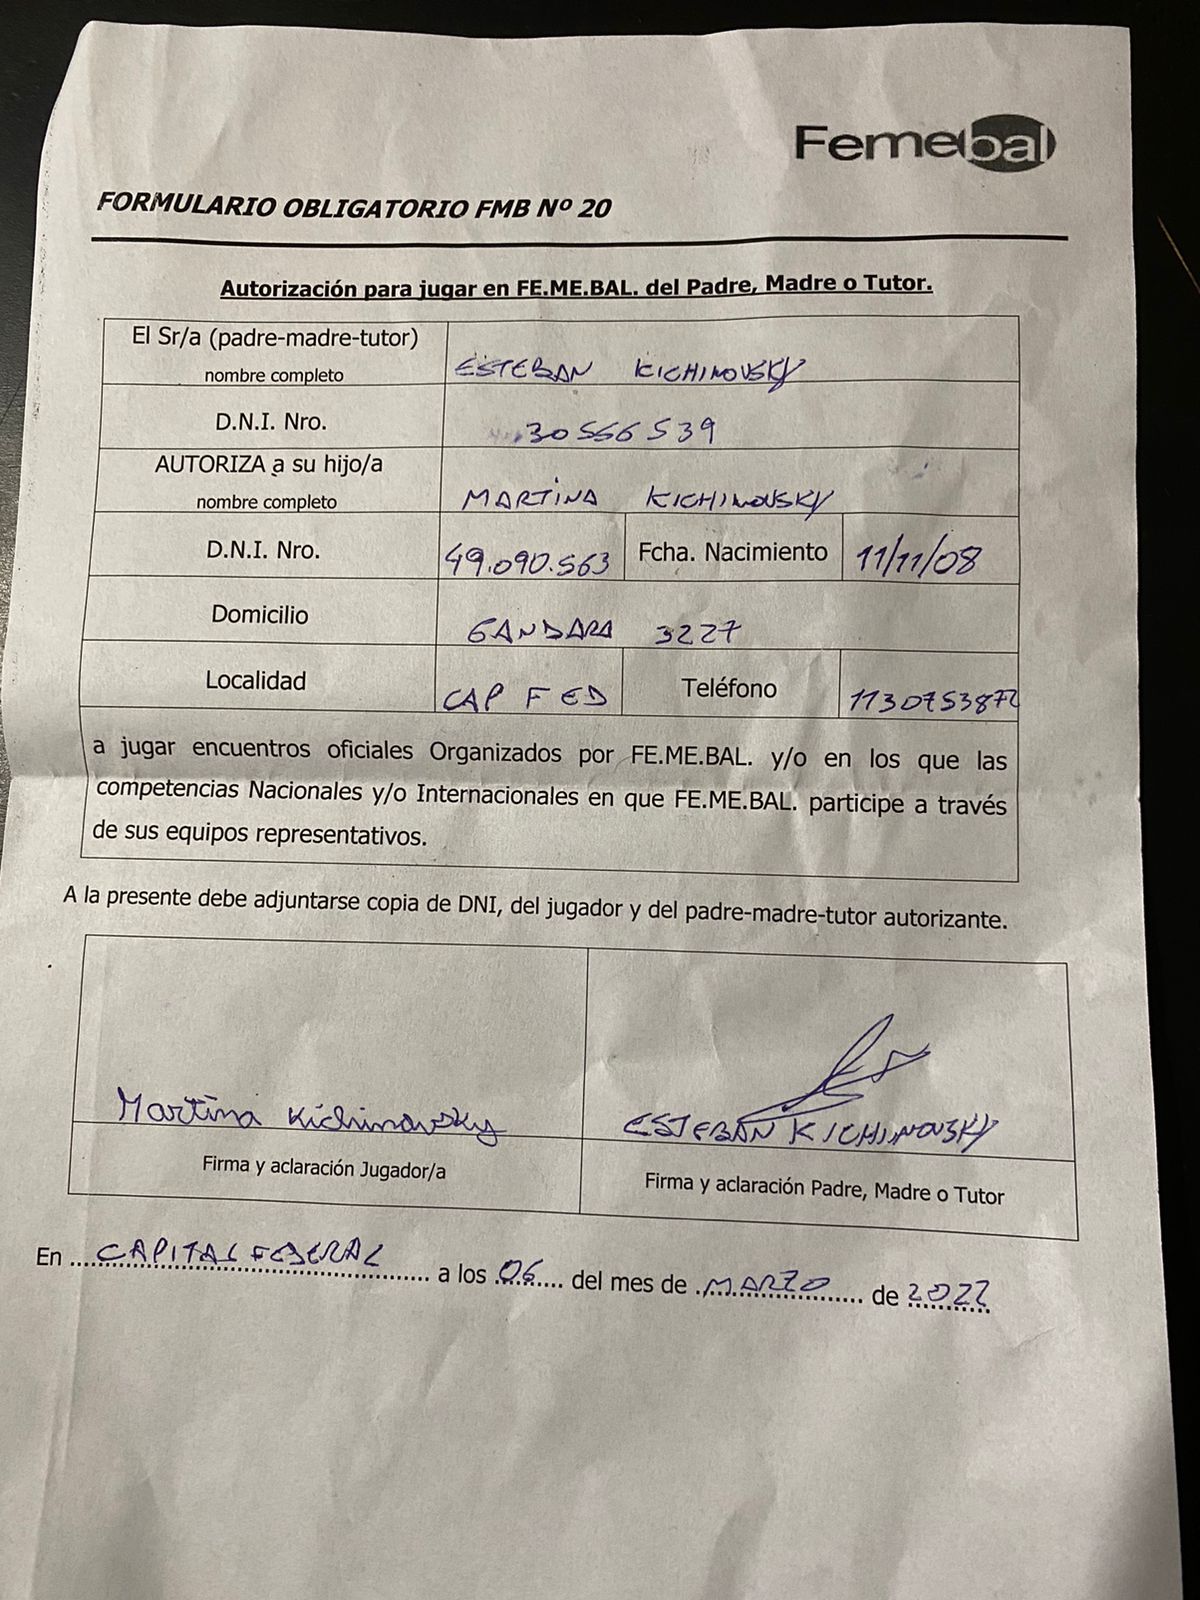 Femebal
FORMULARIO OBLIGATORIO FMB Nº 20
Autorización para jugar en FE.ME.BAL. del Padre, Madre o Tutor.
El Sr/a (padre-madre-tutor)
nombre completo
ESTEBAN KICHINOVSKY
D.N.I. Nro.
30556539
AUTORIZA a su hijo/a
nombre completo
MARTINA KICHINOVSKY
D.N.I. Nro.
49.090.563
Fcha. Nacimiento
11/11/08
Domicilio
GANDARA 3227
Localidad
CAP FED
Teléfono
a jugar encuentros oficiales Organizados por FE.ME.BAL. y/o en los que las
competencias Nacionales y/o Internacionales en que FE.ME.BAL. participe a través
de sus equipos representativos.
A la presente debe adjuntarse copia de DNI, del jugador y del padre-madre-tutor autorizante.
Martina Kichinovsky
ESTEBAN KICHINOVSKY
Firma y aclaración Jugador/a
Firma y aclaración Padre, Madre o Tutor
En CAPITAL FEDERAL a los 06 del mes de MARZO de 2022